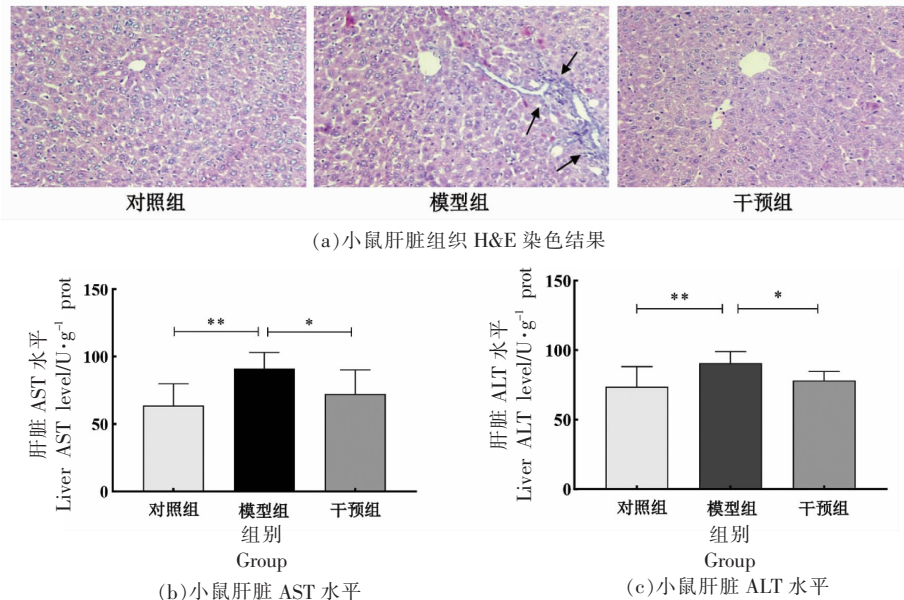 对照组
模型组
干预组
(a)小鼠肝脏组织 H&E 染色结果
肝脏 AST 水平
Liver AST level/U·g⁻¹ prot
150
100
50
0
**
*
对照组
模型组
干预组
组别
Group
(b)小鼠肝脏 AST 水平
肝脏 ALT 水平
Liver ALT level/U·g⁻¹ prot
150
100
50
0
**
*
对照组
模型组
干预组
组别
Group
(c)小鼠肝脏 ALT 水平